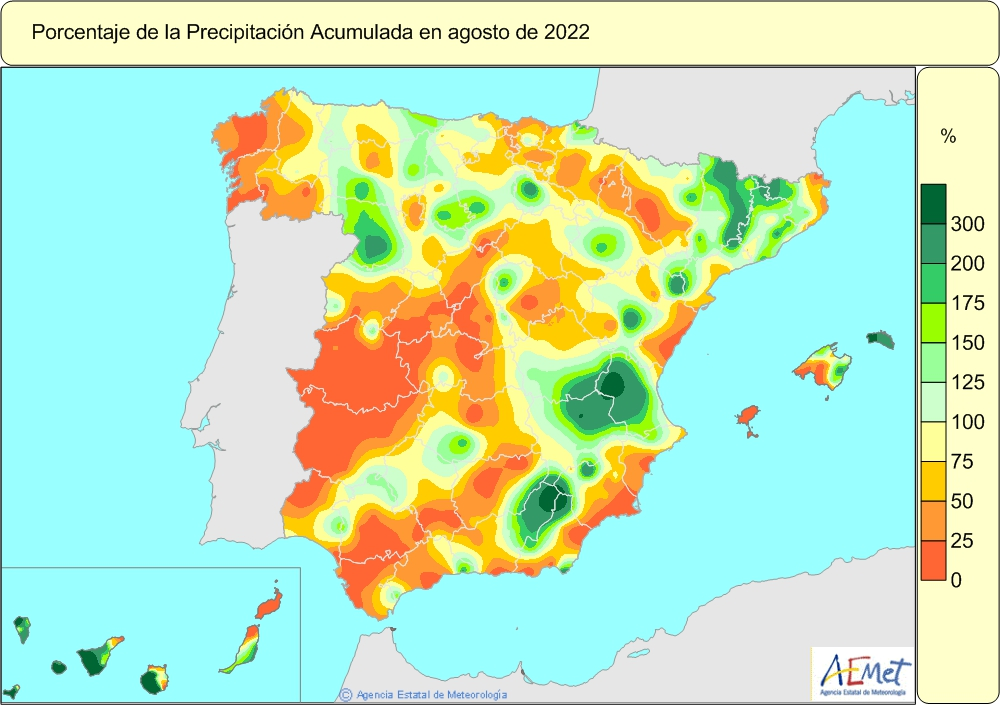 Porcentaje de la Precipitación Acumulada en agosto de 2022
%
300
200
175
150
125
100
75
50
25
0
© Agencia Estatal de Meteorología
AEMet
Agencia Estatal de Meteorología